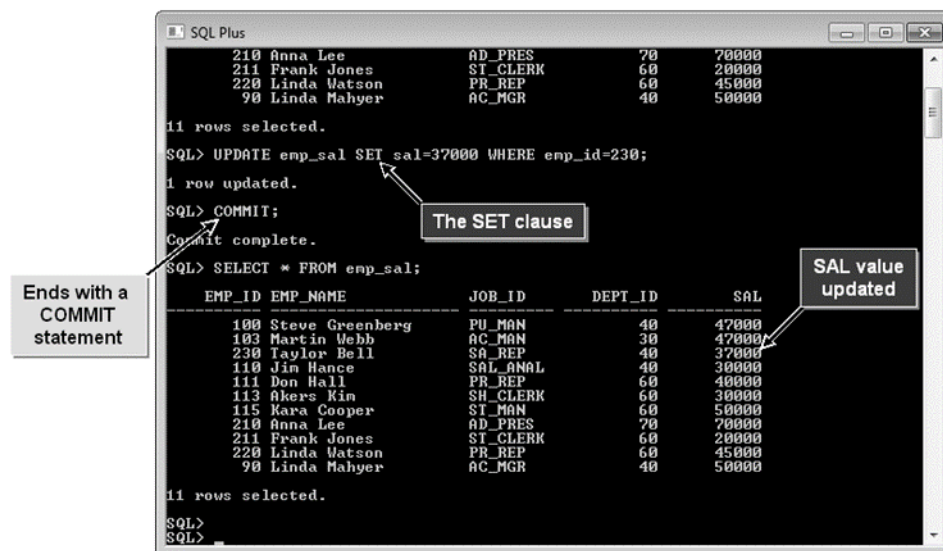 SQL Plus
210 Anna Lee AD_PRES 70 70000
211 Frank Jones ST_CLERK 60 20000
220 Linda Watson PR_REP 60 45000
90 Linda Mahyer AC_MGR 40 50000
11 rows selected.
SQL> UPDATE emp_sal SET sal=37000 WHERE emp_id=230;
1 row updated.
SQL> COMMIT;
The SET clause
Commit complete.
SQL> SELECT * FROM emp_sal;
SAL value
updated
Ends with a
COMMIT
statement
EMP_ID EMP_NAME JOB_ID DEPT_ID SAL
---------- -------------------- ---------- ---------- ----------
100 Steve Greenberg PU_MAN 40 47000
103 Martin Webb AC_MAN 30 47000
230 Taylor Bell SA_REP 40 37000
110 Jim Hance SAL_ANAL 40 30000
111 Don Hall PR_REP 60 40000
113 Akers Kim SH_CLERK 60 30000
115 Kara Cooper ST_MAN 60 50000
210 Anna Lee AD_PRES 70 70000
211 Frank Jones ST_CLERK 60 20000
220 Linda Watson PR_REP 60 45000
90 Linda Mahyer AC_MGR 40 50000
11 rows selected.
SQL>
SQL> _